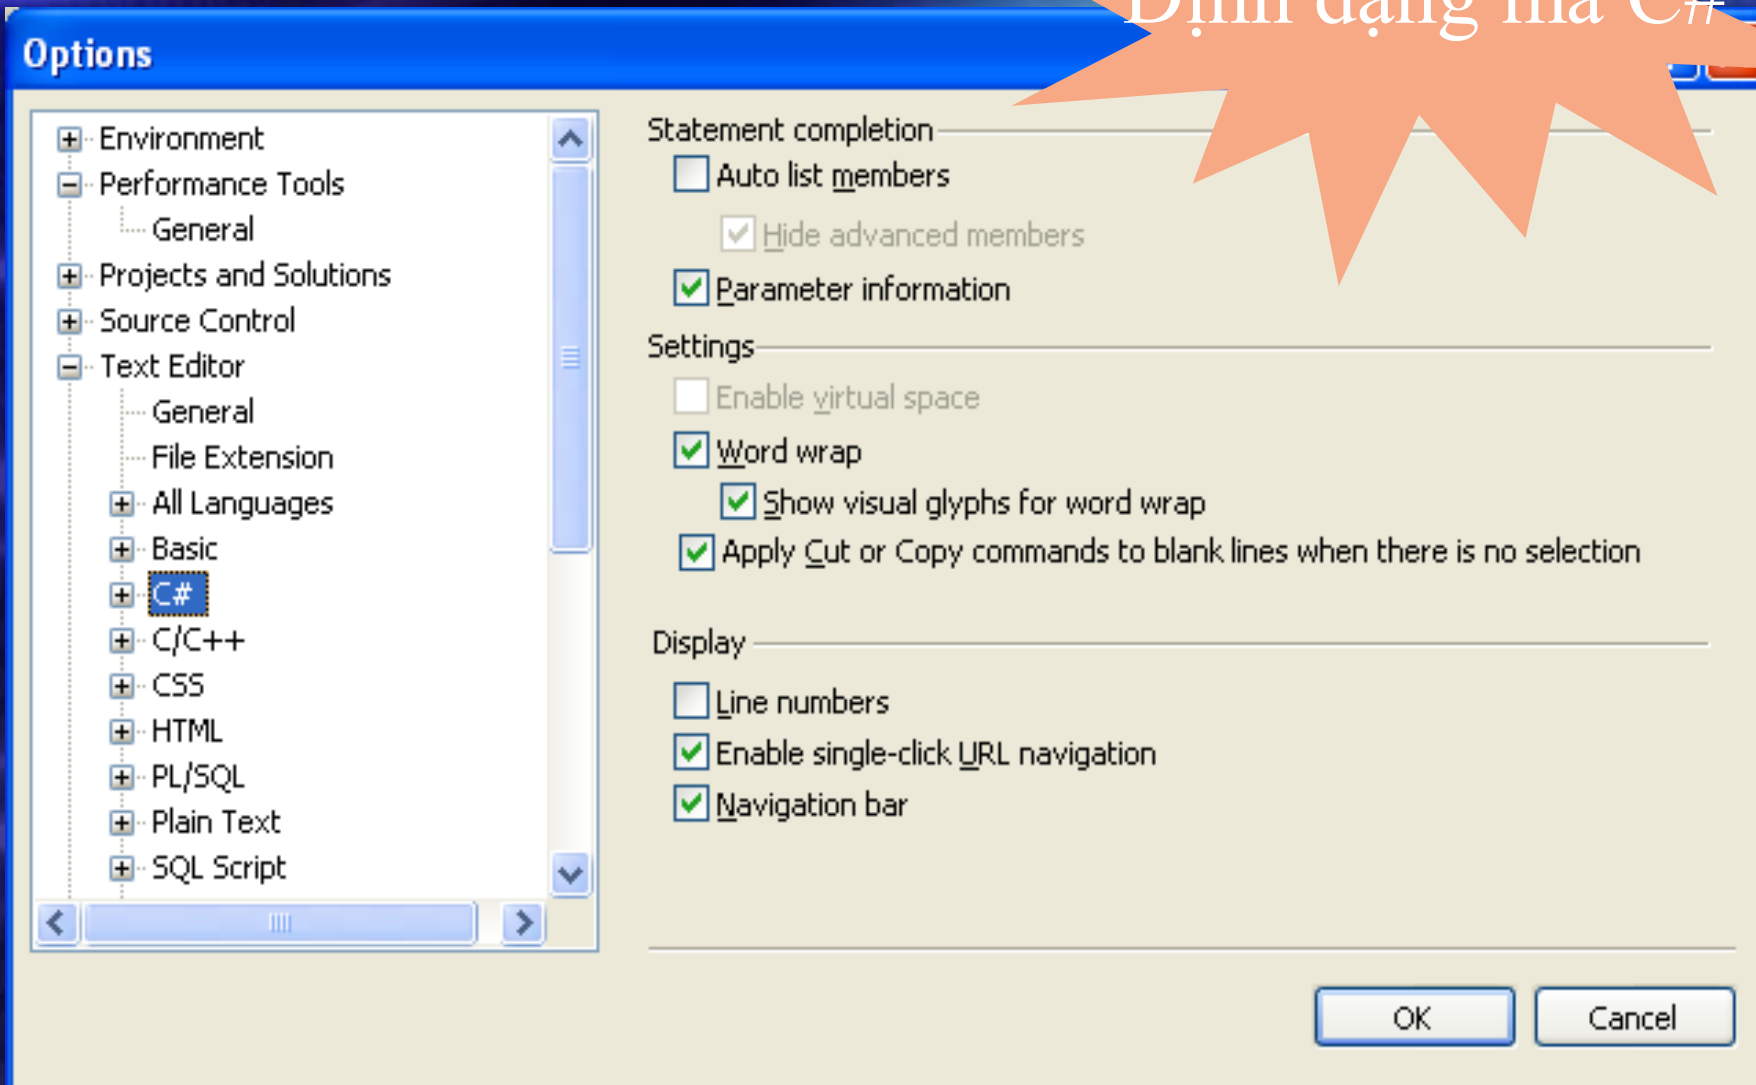 Định dạng mã C#
Options
Environment
Performance Tools
General
Projects and Solutions
Source Control
Text Editor
General
File Extension
All Languages
Basic
C#
C/C++
CSS
HTML
PL/SQL
Plain Text
SQL Script
Statement completion
Auto list members
Hide advanced members
Parameter information
Settings
Enable virtual space
Word wrap
Show visual glyphs for word wrap
Apply Cut or Copy commands to blank lines when there is no selection
Display
Line numbers
Enable single-click URL navigation
Navigation bar
OK
Cancel